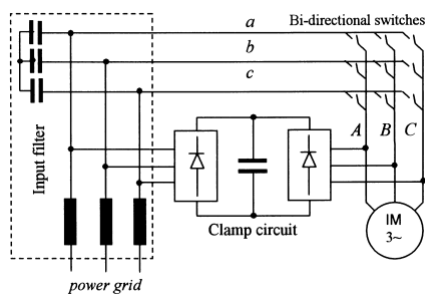 a
Bi-directional switches
b
c
A B C
Input filter
Clamp circuit
IM
3~
power grid